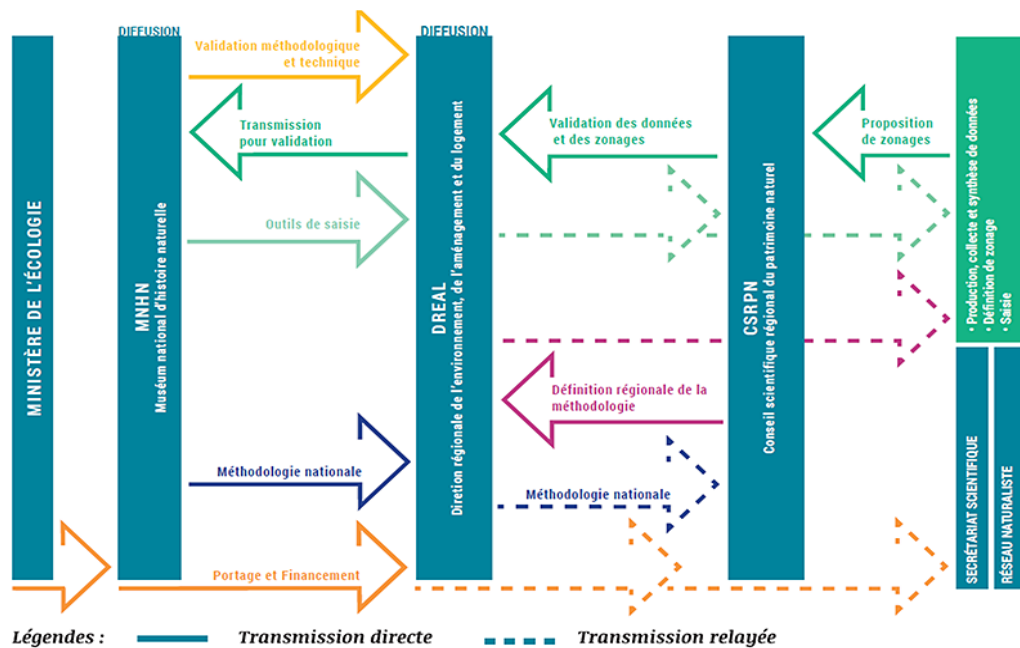 DIFFUSION
DIFFUSION
MINISTÈRE DE L'ÉCOLOGIE
MNHN
Muséum national d'histoire naturelle
Validation méthodologique
et technique
Transmission
pour validation
Outils de saisie
Méthodologie nationale
Portage et Financement
DREAL
Diretion régionale de l'environnement, de l'aménagement et du logement
Validation des données
et des zonages
Définition régionale de la
méthodologie
Méthodologie nationale
CSRPN
Conseil scientifique régional du patrimoine naturel
Proposition
de zonages
• Production, collecte et synthèse de données
• Définition de zonage
• Saisie
SECRÉTARIAT SCIENTIFIQUE
RÉSEAU NATURALISTE
Légendes :
Transmission directe
Transmission relayée